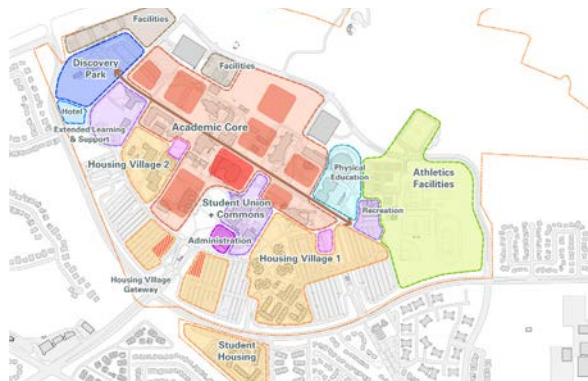 Facilities
Discovery
Park
Facilities
Hotel
Academic Core
Extended Learning
& Support
Housing Village 2
Physical
Education
Athletics
Facilities
Student Union
+ Commons
Recreation
Administration
Housing Village 1
Housing Village
Gateway
Student
Housing